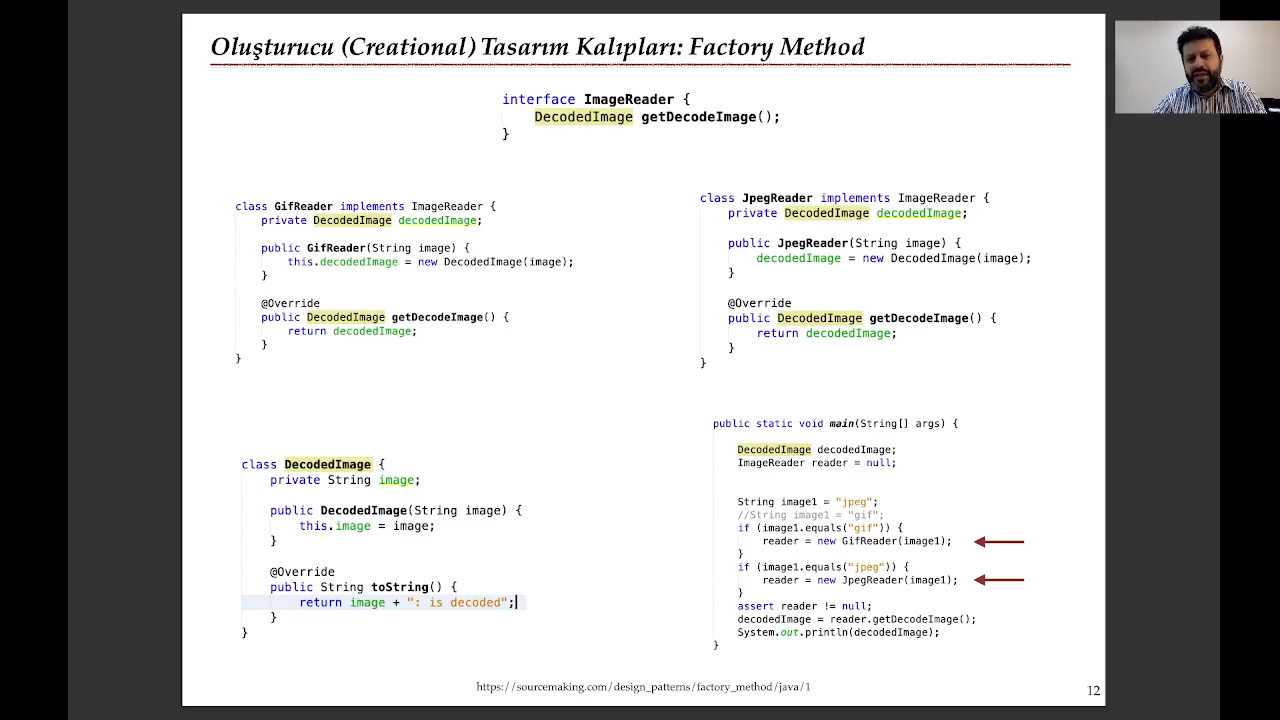 Oluşturucu (Creational) Tasarım Kalıpları: Factory Method
interface ImageReader {
DecodedImage getDecodeImage();
}
class GifReader implements ImageReader {
private DecodedImage decodedImage;
public GifReader(String image) {
this.decodedImage = new DecodedImage(image);
}
@Override
public DecodedImage getDecodeImage() {
return decodedImage;
}
}
class JpegReader implements ImageReader {
private DecodedImage decodedImage;
public JpegReader(String image) {
decodedImage = new DecodedImage(image);
}
@Override
public DecodedImage getDecodeImage() {
return decodedImage;
}
}
class DecodedImage {
private String image;
public DecodedImage(String image) {
this.image = image;
}
@Override
public String toString() {
return image + ": is decoded";
}
}
public static void main(String[] args) {
DecodedImage decodedImage;
ImageReader reader = null;
String image1 = "jpeg";
//String image1 = "gif";
if (image1.equals("gif")) {
reader = new GifReader(image1);
}
if (image1.equals("jpeg")) {
reader = new JpegReader(image1);
}
assert reader != null;
decodedImage = reader.getDecodeImage();
System.out.println(decodedImage);
}
https://sourcemaking.com/design_patterns/factory_method/java/1
12